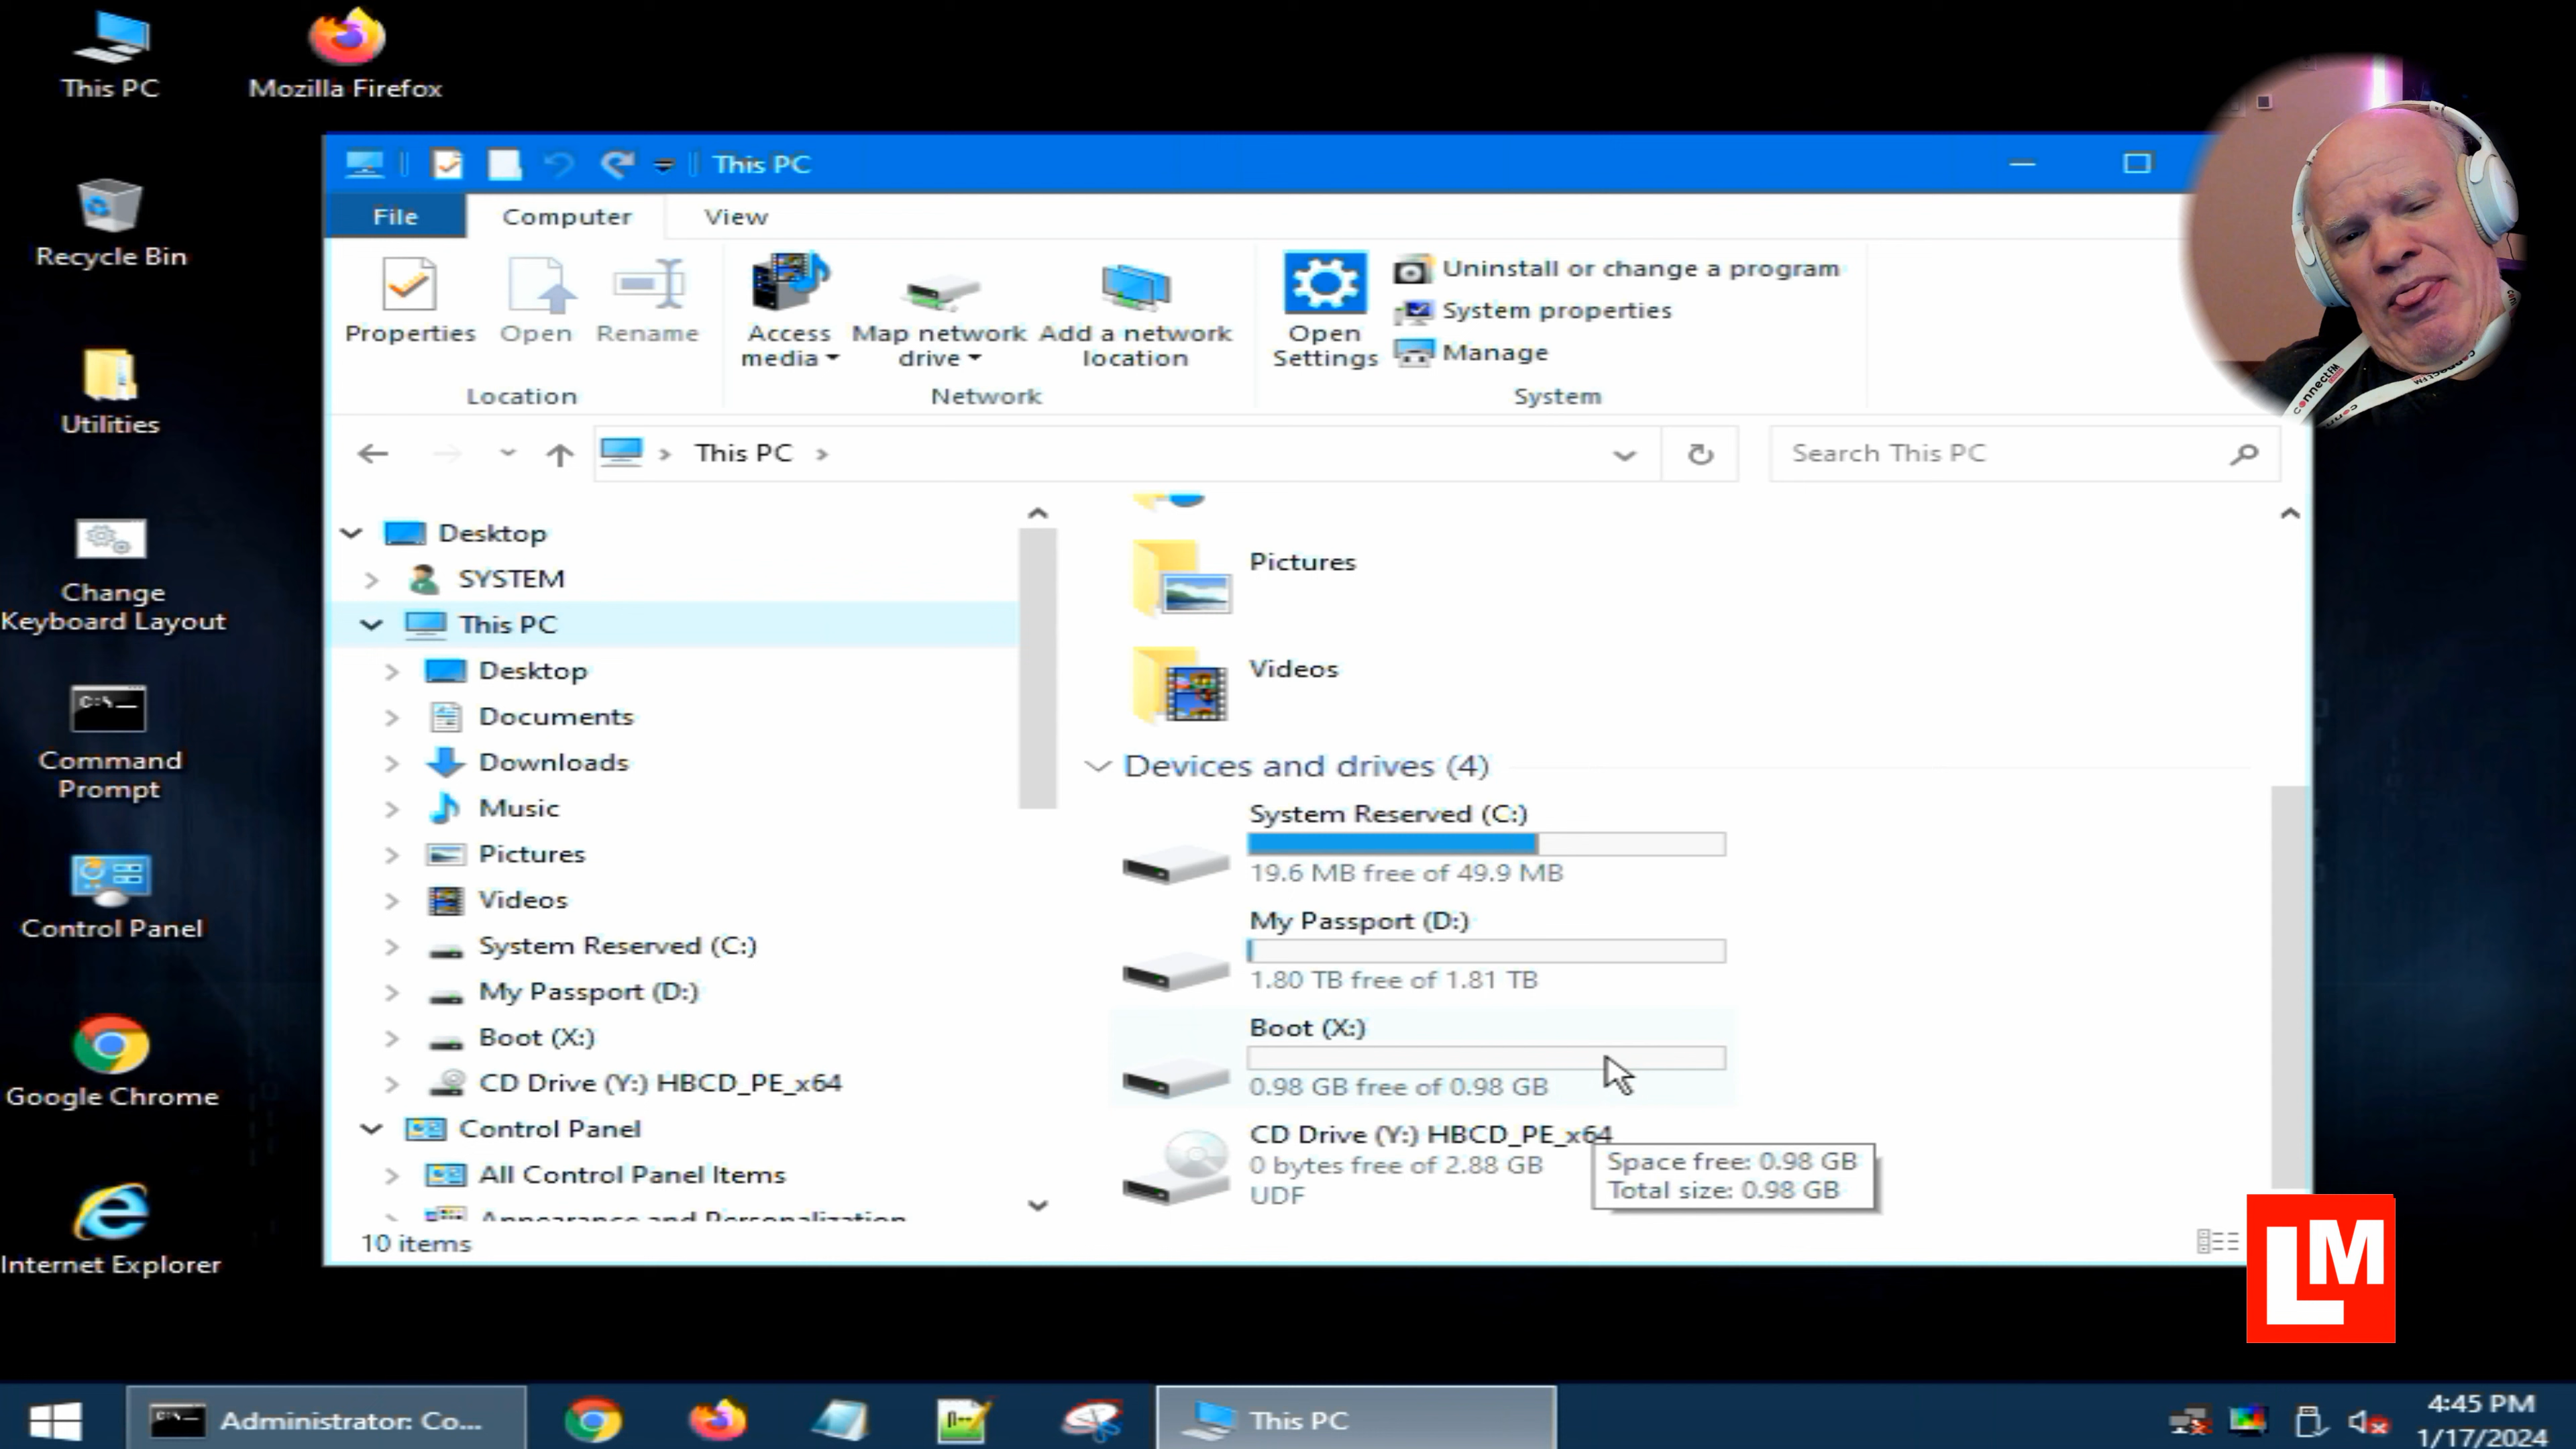 This PC
Mozilla Firefox
Recycle Bin
Utilities
Change
Keyboard Layout
Command
Prompt
Control Panel
Google Chrome
Internet Explorer
This PC
File
Computer
View
Properties
Open
Rename
Access
media
Map network
drive
Add a network
location
Open
Settings
Uninstall or change a program
System properties
Manage
Location
Network
System
This PC
Search This PC
Desktop
SYSTEM
This PC
Desktop
Documents
Downloads
Music
Pictures
Videos
System Reserved (C:)
My Passport (D:)
Boot (X:)
CD Drive (Y:) HBCD_PE_x64
Control Panel
All Control Panel Items
Appearance and Personalization
10 items
Pictures
Videos
Devices and drives (4)
System Reserved (C:)
19.6 MB free of 49.9 MB
My Passport (D:)
1.80 TB free of 1.81 TB
Boot (X:)
0.98 GB free of 0.98 GB
CD Drive (Y:) HBCD_PE_x64
0 bytes free of 2.88 GB
UDF
Space free: 0.98 GB
Total size: 0.98 GB
connectFM
LM
Administrator: Co...
This PC
4:45 PM
1/17/2024